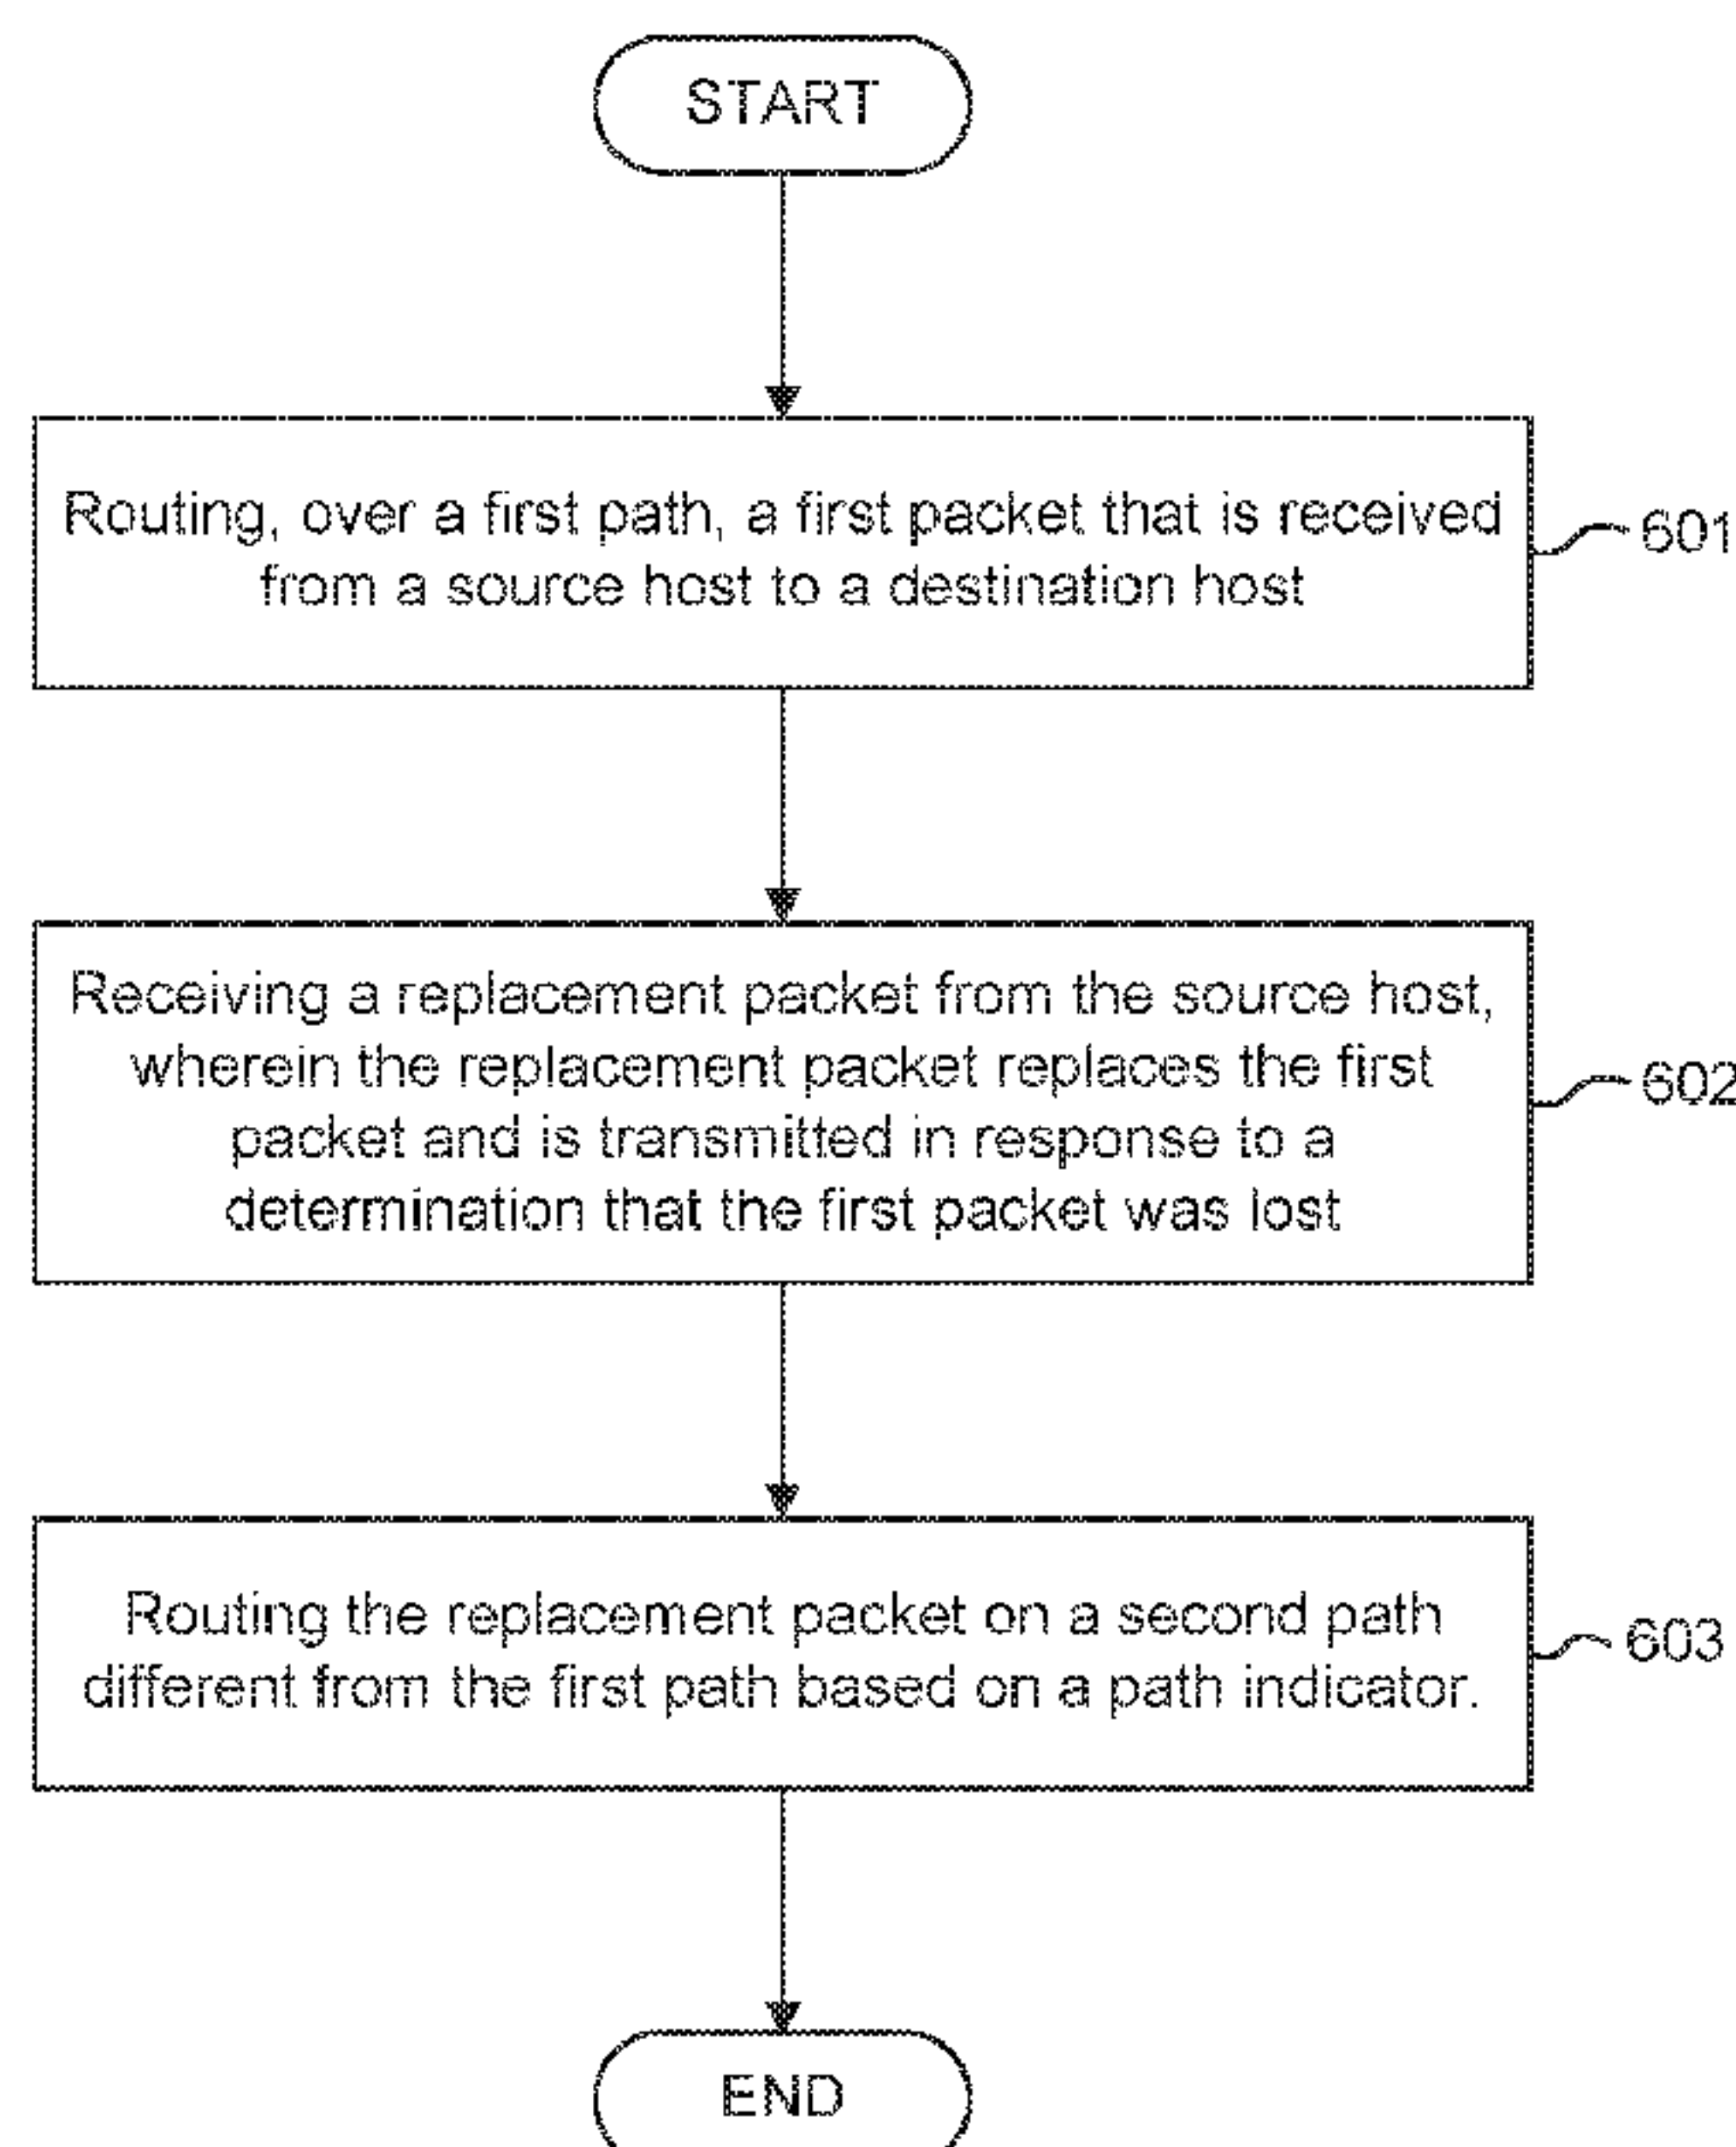 START
Routing, over a first path, a first packet that is received
from a source host to a destination host
601
Receiving a replacement packet from the source host,
wherein the replacement packet replaces the first
packet and is transmitted in response to a
determination that the first packet was lost
602
Routing the replacement packet on a second path
different from the first path based on a path indicator.
603
END